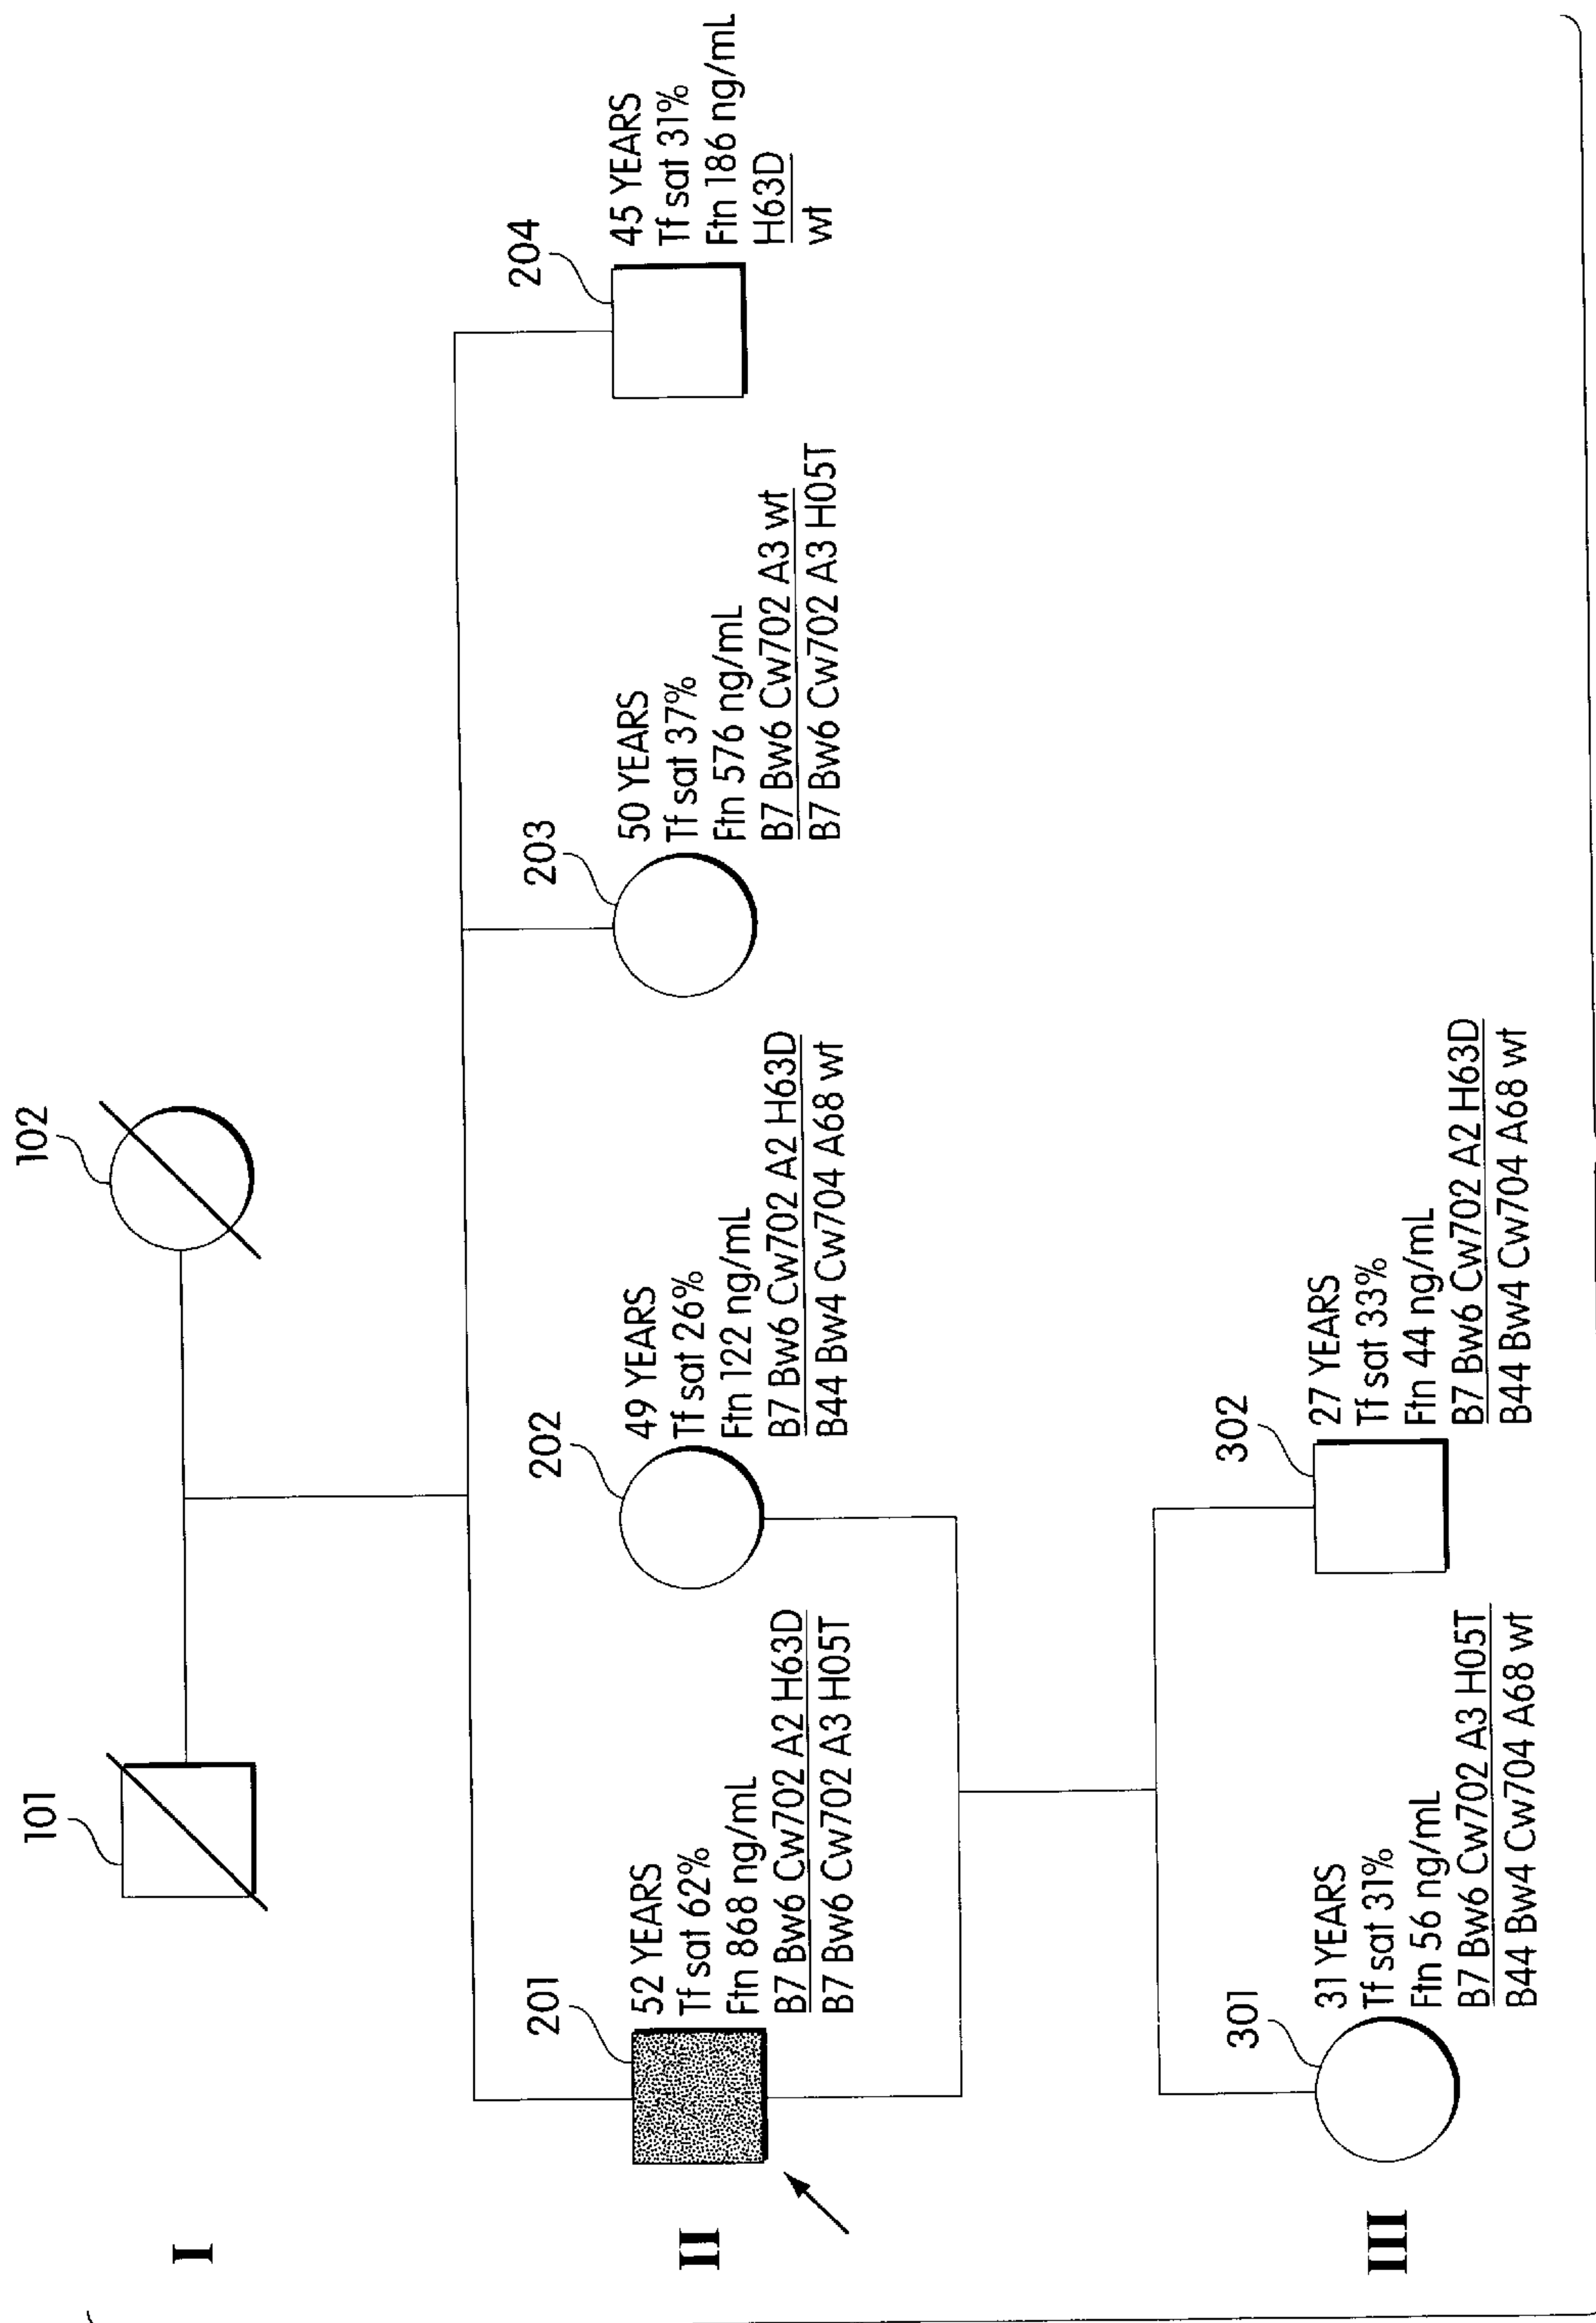 I
101
102
II
201
52 YEARS
Tf sat 62%
Ftn 868 ng/mL
B7 Bw6 Cw702 A2 H63D
B7 Bw6 Cw702 A3 H05T
202
49 YEARS
Tf sat 26%
Ftn 122 ng/mL
B7 Bw6 Cw702 A2 H63D
B44 Bw4 Cw704 A68 wt
203
50 YEARS
Tf sat 37%
Ftn 576 ng/mL
B7 Bw6 Cw702 A3 wt
B7 Bw6 Cw702 A3 H05T
204
45 YEARS
Tf sat 31%
Ftn 186 ng/mL
H63D
wt
III
301
31 YEARS
Tf sat 31%
Ftn 56 ng/mL
B7 Bw6 Cw702 A3 H05T
B44 Bw4 Cw704 A68 wt
302
27 YEARS
Tf sat 33%
Ftn 44 ng/mL
B7 Bw6 Cw702 A2 H63D
B44 Bw4 Cw704 A68 wt